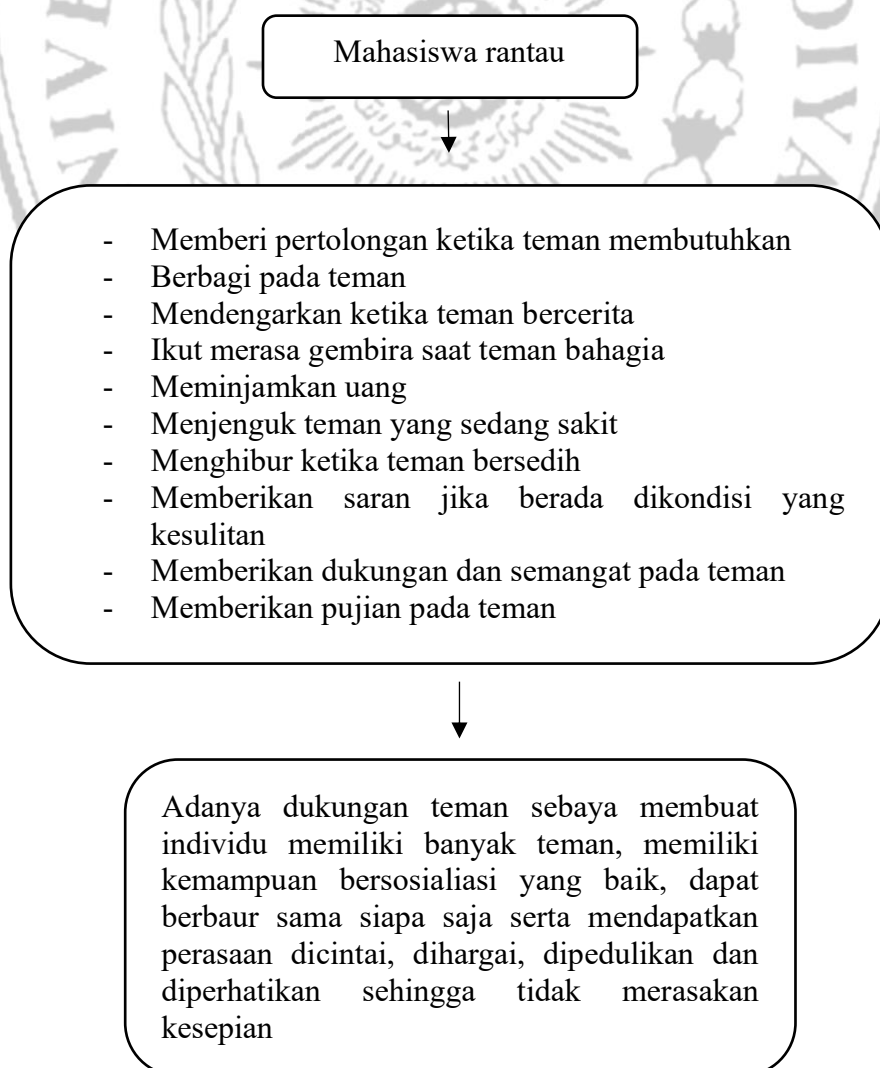 Mahasiswa rantau
- Memberi pertolongan ketika teman membutuhkan
- Berbagi pada teman
- Mendengarkan ketika teman bercerita
- Ikut merasa gembira saat teman bahagia
- Meminjamkan uang
- Menjenguk teman yang sedang sakit
- Menghibur ketika teman bersedih
- Memberikan saran jika berada dikondisi yang
kesulitan
- Memberikan dukungan dan semangat pada teman
- Memberikan pujian pada teman
Adanya dukungan teman sebaya membuat
individu memiliki banyak teman, memiliki
kemampuan bersosialiasi yang baik, dapat
berbaur sama siapa saja serta mendapatkan
perasaan dicintai, dihargai, dipedulikan dan
diperhatikan sehingga tidak merasakan
kesepian